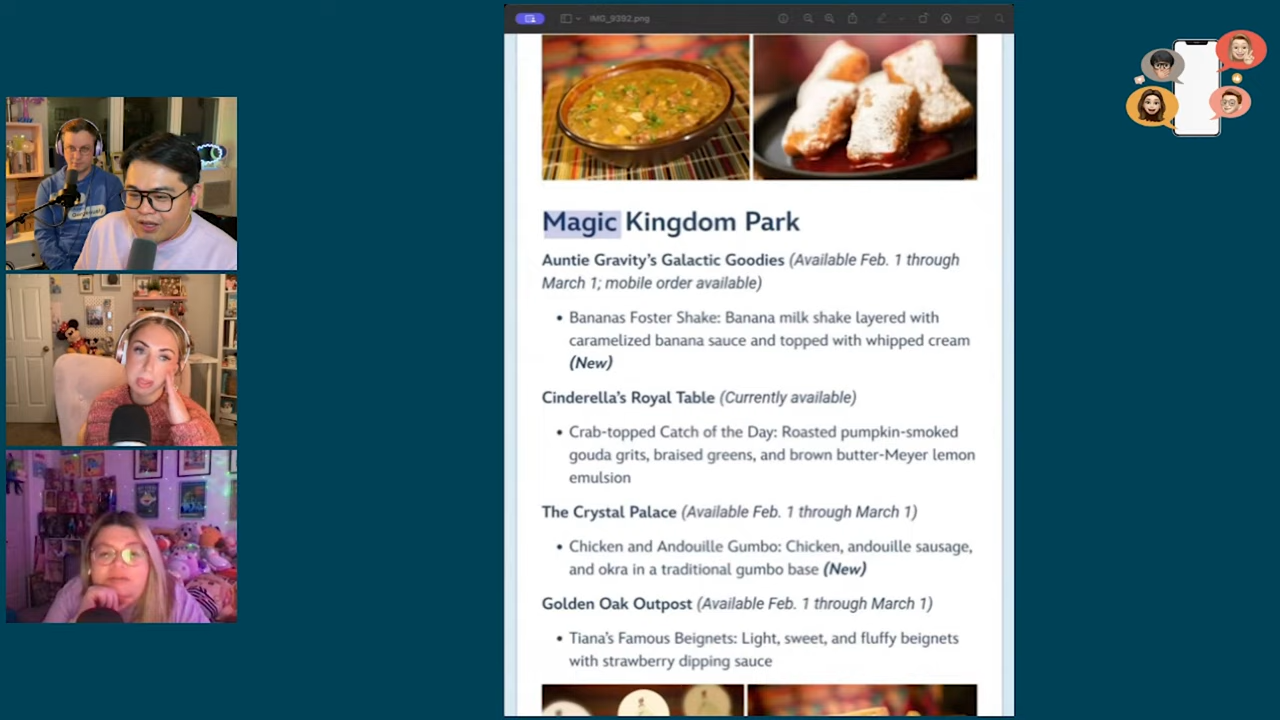 IMG_9392.png
Magic Kingdom Park
Auntie Gravity's Galactic Goodies (Available Feb. 1 through
March 1; mobile order available)
• Bananas Foster Shake: Banana milk shake layered with
caramelized banana sauce and topped with whipped cream
(New)
Cinderella's Royal Table (Currently available)
• Crab-topped Catch of the Day: Roasted pumpkin-smoked
gouda grits, braised greens, and brown butter-Meyer lemon
emulsion
The Crystal Palace (Available Feb. 1 through March 1)
• Chicken and Andouille Gumbo: Chicken, andouille sausage,
and okra in a traditional gumbo base (New)
Golden Oak Outpost (Available Feb. 1 through March 1)
• Tiana's Famous Beignets: Light, sweet, and fluffy beignets
with strawberry dipping sauce